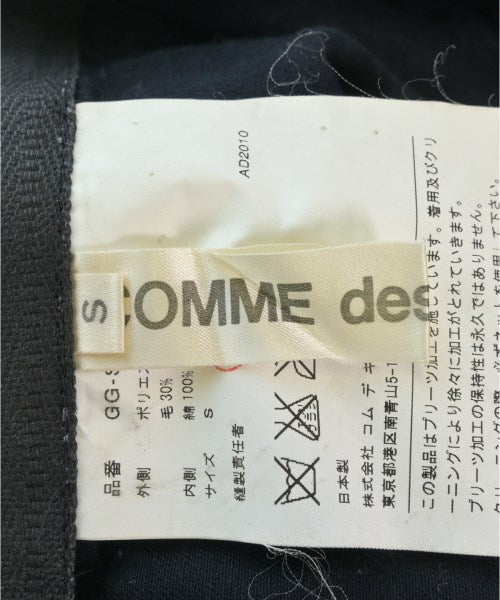 S
COMME des
AD2010
品番 GG-S
外側 ポリエス
毛 30%
内側 綿 100%
サイズ S
縫製責任者
日本製
株式会社 コム デ ギ
東京都港区南青山5-1
この製品はプリーツ加工を施しています。着用及びクリ
ーニングにより徐々に加工がとれていきます。
プリーツ加工の保持性は永久ではありません。